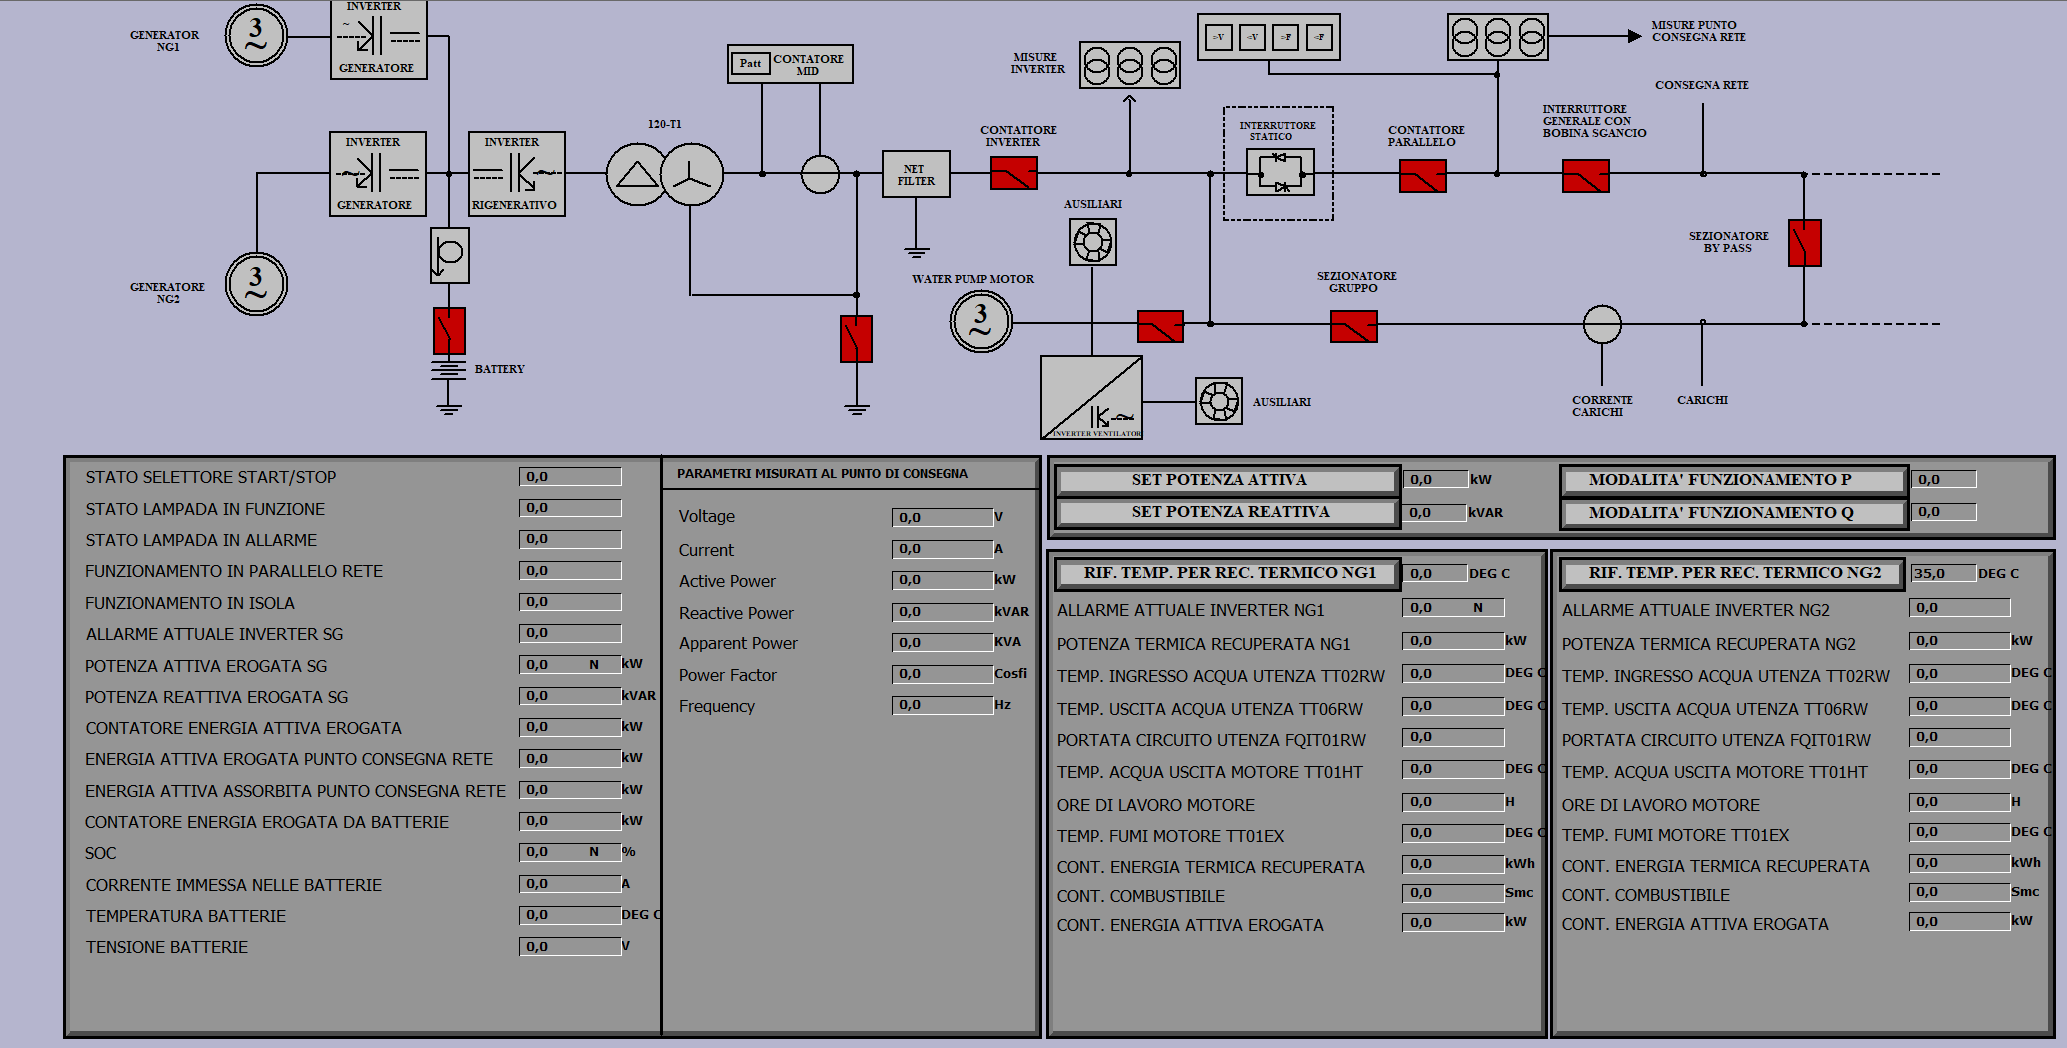 INVERTER
GENERATOR
NG1
3
~
~
GENERATORE
INVERTER
GENERATORE
INVERTER
RIGENERATIVO
GENERATORE
NG2
3
~
BATTERY
120-T1
Patt
CONTATORE
MID
NET
FILTER
CONTATTORE
INVERTER
MISURE
INVERTER
>V
<V
>F
<F
MISURE PUNTO
CONSEGNA RETE
CONSEGNA RETE
INTERRUTTORE
STATICO
CONTATTORE
PARALLELO
INTERRUTTORE
GENERALE CON
BOBINA SGANCIO
SEZIONATORE
BY PASS
AUSILIARI
WATER PUMP MOTOR
3
~
SEZIONATORE
GRUPPO
INVERTER VENTILATOR
AUSILIARI
CORRENTE
CARICHI
CARICHI
STATO SELETTORE START/STOP 0,0
STATO LAMPADA IN FUNZIONE 0,0
STATO LAMPADA IN ALLARME 0,0
FUNZIONAMENTO IN PARALLELO RETE 0,0
FUNZIONAMENTO IN ISOLA 0,0
ALLARME ATTUALE INVERTER SG 0,0
POTENZA ATTIVA EROGATA SG 0,0 N kW
POTENZA REATTIVA EROGATA SG 0,0 kVAR
CONTATORE ENERGIA ATTIVA EROGATA 0,0 kW
ENERGIA ATTIVA EROGATA PUNTO CONSEGNA RETE 0,0 kW
ENERGIA ATTIVA ASSORBITA PUNTO CONSEGNA RETE 0,0 kW
CONTATORE ENERGIA EROGATA DA BATTERIE 0,0 kW
SOC 0,0 N %
CORRENTE IMMESSA NELLE BATTERIE 0,0 A
TEMPERATURA BATTERIE 0,0 DEG C
TENSIONE BATTERIE 0,0 V
PARAMETRI MISURATI AL PUNTO DI CONSEGNA
Voltage 0,0 V
Current 0,0 A
Active Power 0,0 kW
Reactive Power 0,0 kVAR
Apparent Power 0,0 KVA
Power Factor 0,0 Cosfi
Frequency 0,0 Hz
SET POTENZA ATTIVA 0,0 kW
SET POTENZA REATTIVA 0,0 kVAR
MODALITA' FUNZIONAMENTO P 0,0
MODALITA' FUNZIONAMENTO Q 0,0
RIF. TEMP. PER REC. TERMICO NG1 0,0 DEG C
ALLARME ATTUALE INVERTER NG1 0,0 N
POTENZA TERMICA RECUPERATA NG1 0,0 kW
TEMP. INGRESSO ACQUA UTENZA TT02RW 0,0 DEG C
TEMP. USCITA ACQUA UTENZA TT06RW 0,0 DEG C
PORTATA CIRCUITO UTENZA FQIT01RW 0,0
TEMP. ACQUA USCITA MOTORE TT01HT 0,0 DEG C
ORE DI LAVORO MOTORE 0,0 H
TEMP. FUMI MOTORE TT01EX 0,0 DEG C
CONT. ENERGIA TERMICA RECUPERATA 0,0 kWh
CONT. COMBUSTIBILE 0,0 Smc
CONT. ENERGIA ATTIVA EROGATA 0,0 kW
RIF. TEMP. PER REC. TERMICO NG2 35,0 DEG C
ALLARME ATTUALE INVERTER NG2 0,0
POTENZA TERMICA RECUPERATA NG2 0,0 kW
TEMP. INGRESSO ACQUA UTENZA TT02RW 0,0 DEG C
TEMP. USCITA ACQUA UTENZA TT06RW 0,0 DEG C
PORTATA CIRCUITO UTENZA FQIT01RW 0,0
TEMP. ACQUA USCITA MOTORE TT01HT 0,0 DEG C
ORE DI LAVORO MOTORE 0,0 H
TEMP. FUMI MOTORE TT01EX 0,0 DEG C
CONT. ENERGIA TERMICA RECUPERATA 0,0 kWh
CONT. COMBUSTIBILE 0,0 Smc
CONT. ENERGIA ATTIVA EROGATA 0,0 kW